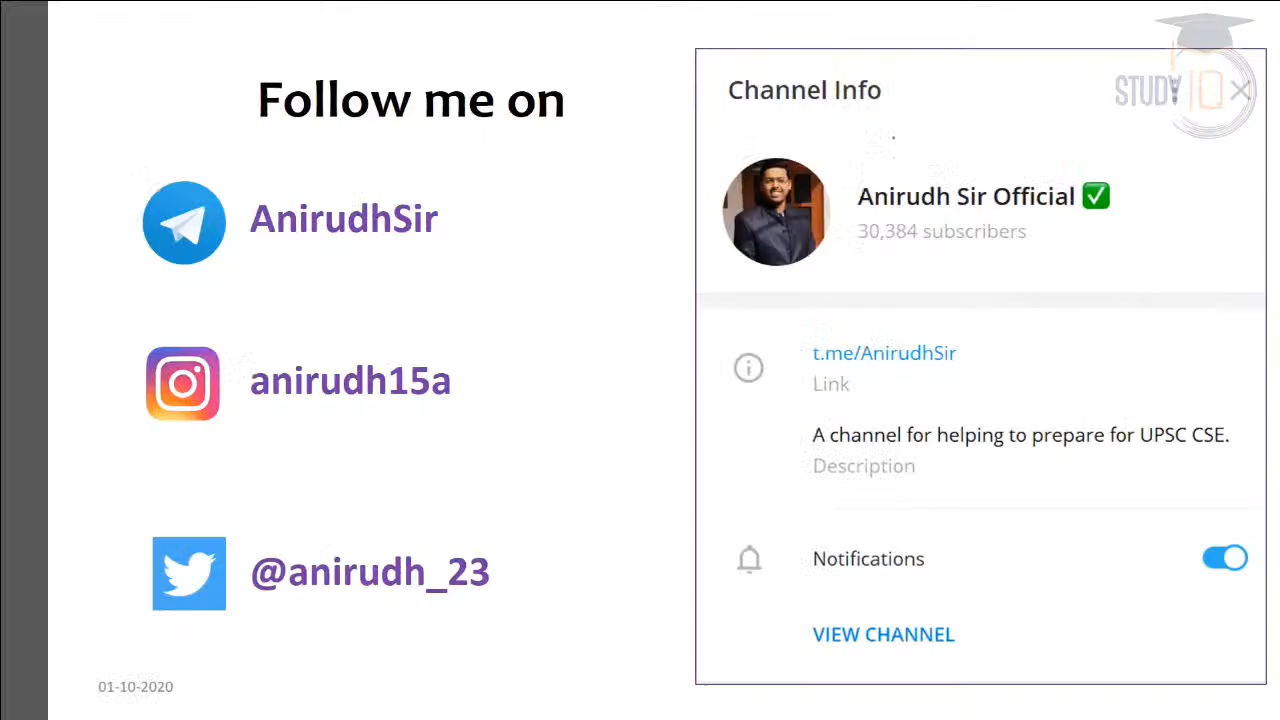 Follow me on
AnirudhSir
anirudh15a
@anirudh_23
01-10-2020
STUDY IQ
Channel Info
Anirudh Sir Official ✅
30,384 subscribers
t.me/AnirudhSir
Link
A channel for helping to prepare for UPSC CSE.
Description
Notifications
VIEW CHANNEL